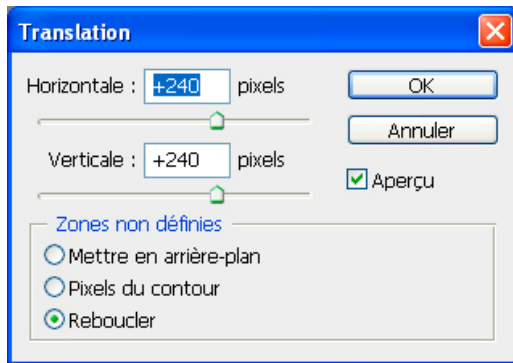 Translation
Horizontale : +240 pixels
OK
Annuler
Verticale : +240 pixels
Aperçu
Zones non définies
Mettre en arrière-plan
Pixels du contour
Reboucler